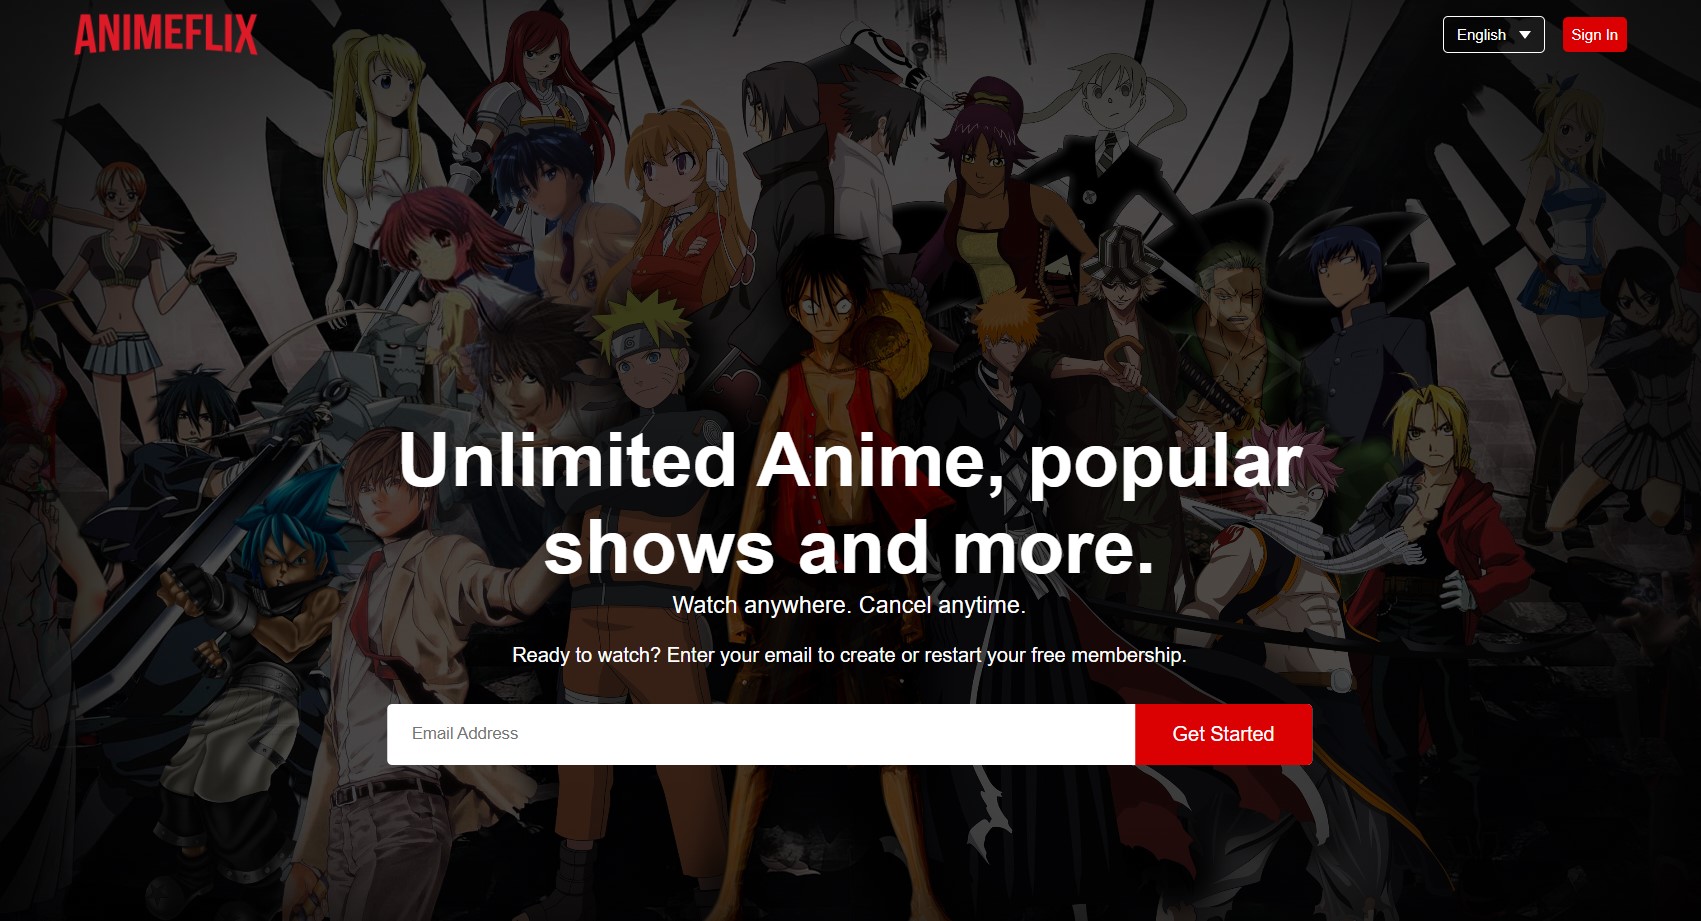 ANIMEFLIX
English
Sign In
Unlimited Anime, popular
shows and more.
Watch anywhere. Cancel anytime.
Ready to watch? Enter your email to create or restart your free membership.
Email Address
Get Started